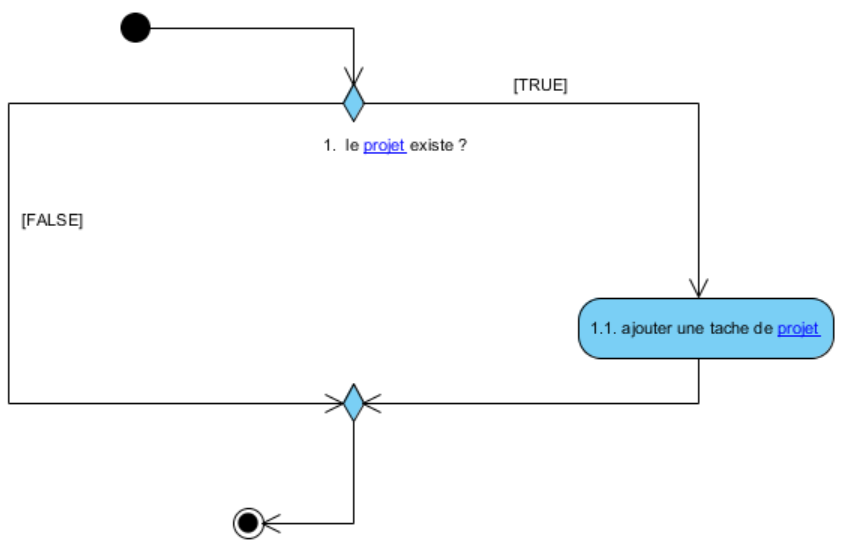 [TRUE]
1. le projet existe ?
[FALSE]
1.1. ajouter une tache de projet